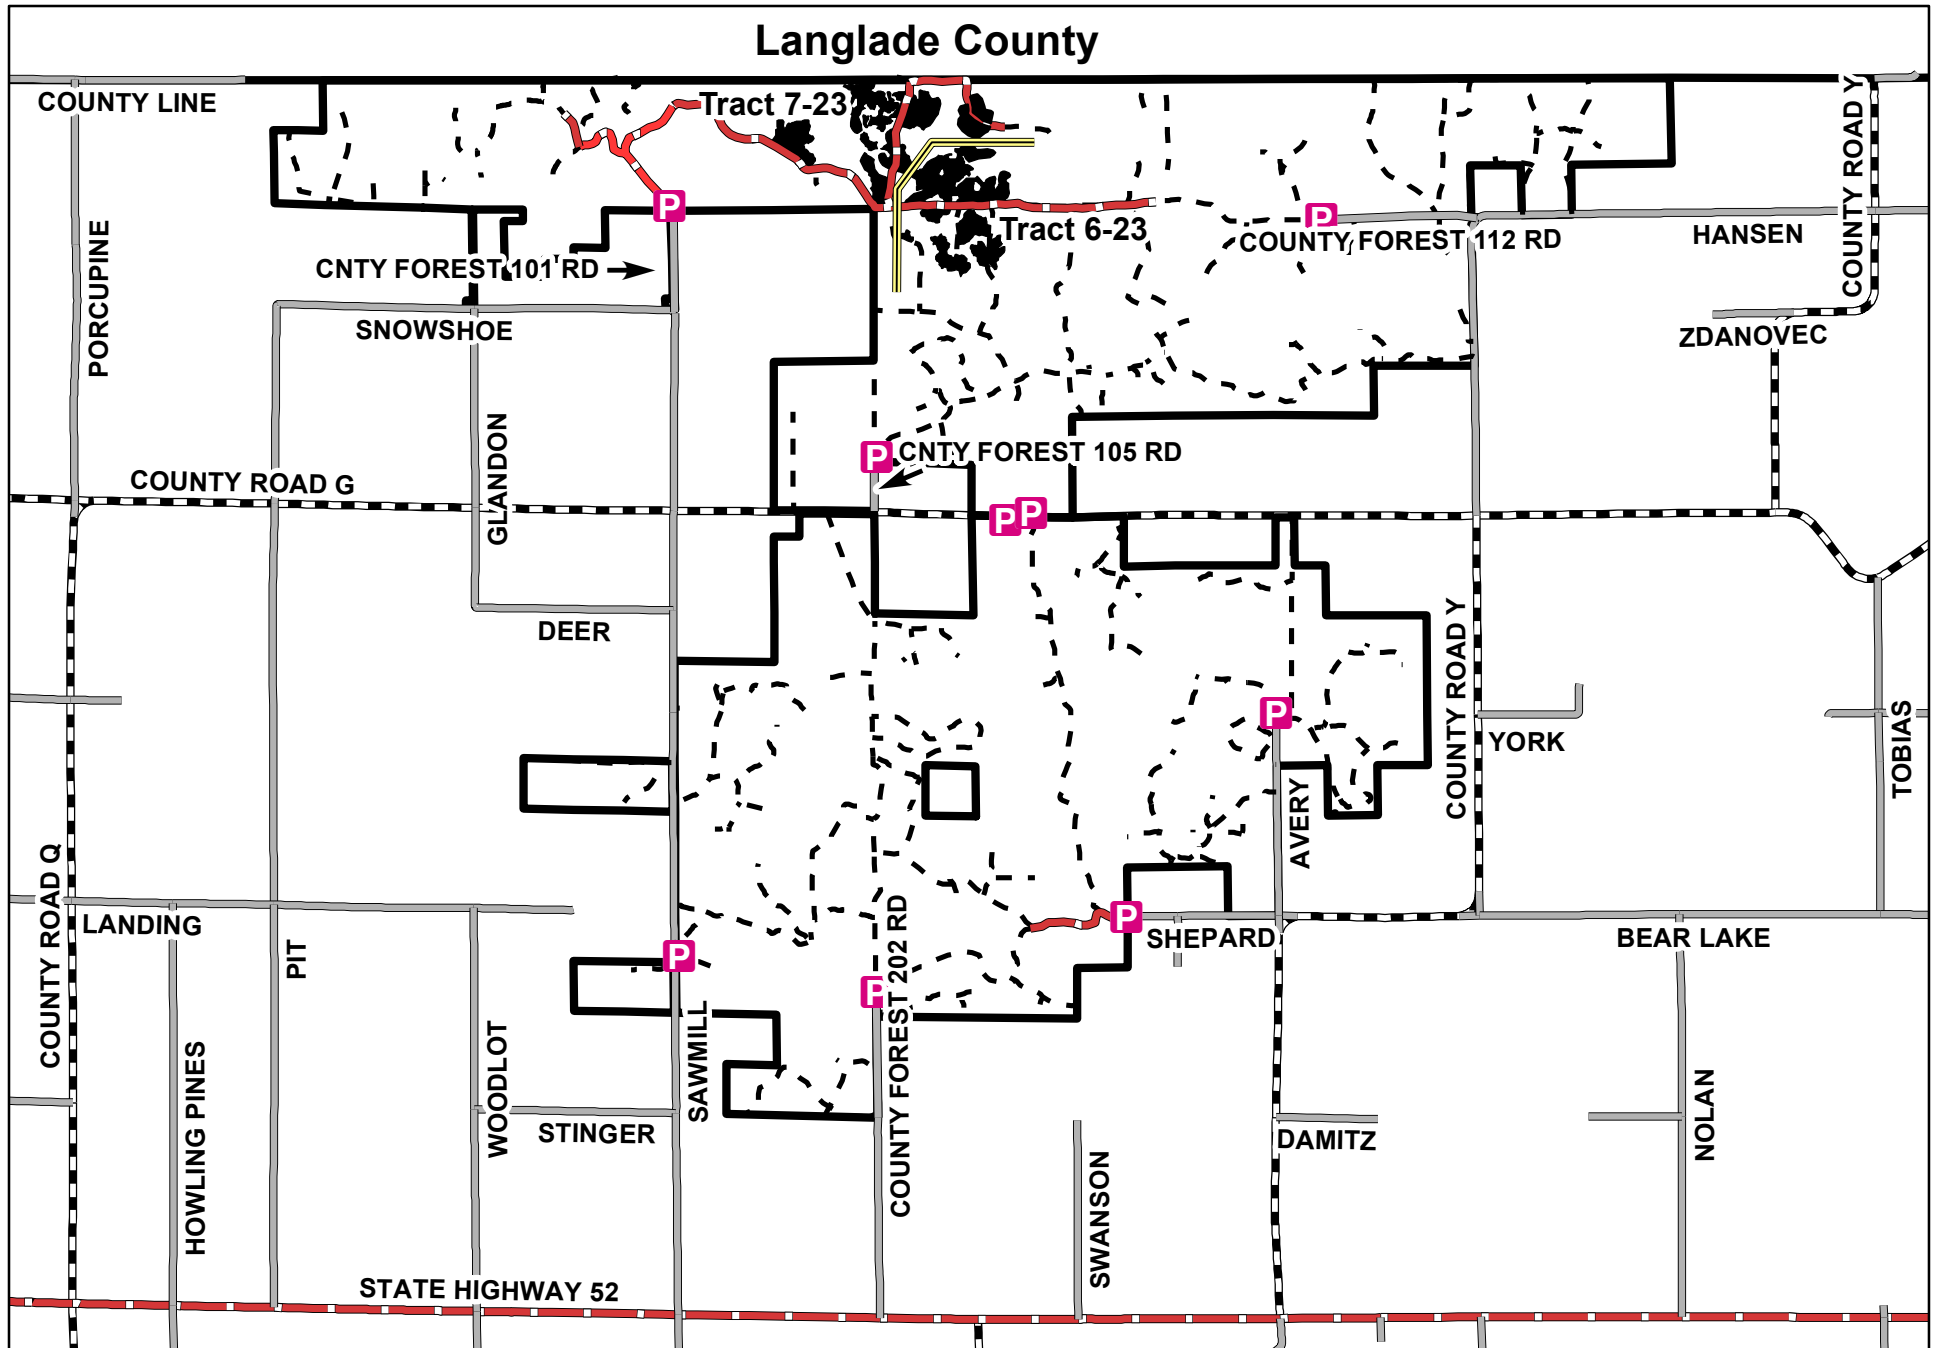 Langlade County
COUNTY LINE
Tract 7-23
COUNTY ROAD Y
P
P
Tract 6-23
COUNTY FOREST 112 RD
HANSEN
PORCUPINE
CNTY FOREST 101 RD
SNOWSHOE
ZDANOVEC
GLANDON
P
CNTY FOREST 105 RD
COUNTY ROAD G
P
P
DEER
COUNTY ROAD Y
P
YORK
TOBIAS
AVERY
COUNTY ROAD Q
LANDING
PIT
P
SHEPARD
BEAR LAKE
P
P
COUNTY FOREST 202 RD
SAWMILL
WOODLOT
HOWLING PINES
STINGER
DAMITZ
NOLAN
SWANSON
STATE HIGHWAY 52